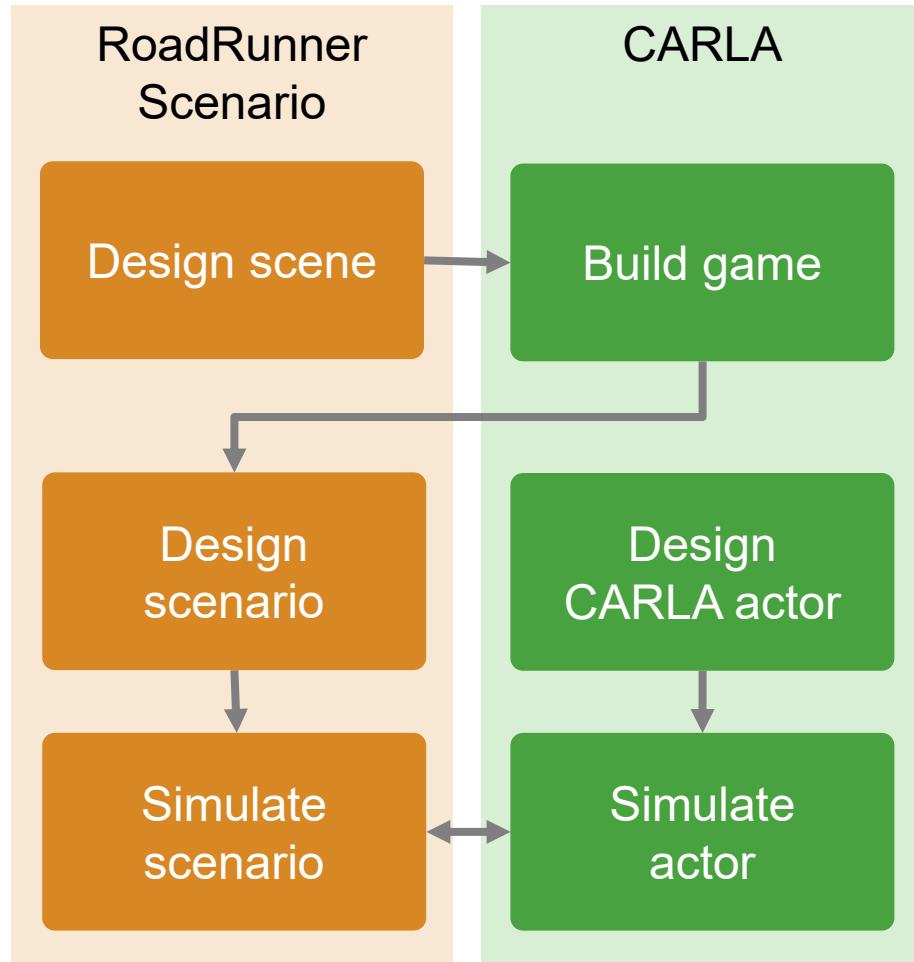 RoadRunner
Scenario
CARLA
Design scene
Build game
Design
scenario
Design
CARLA actor
Simulate
scenario
Simulate
actor